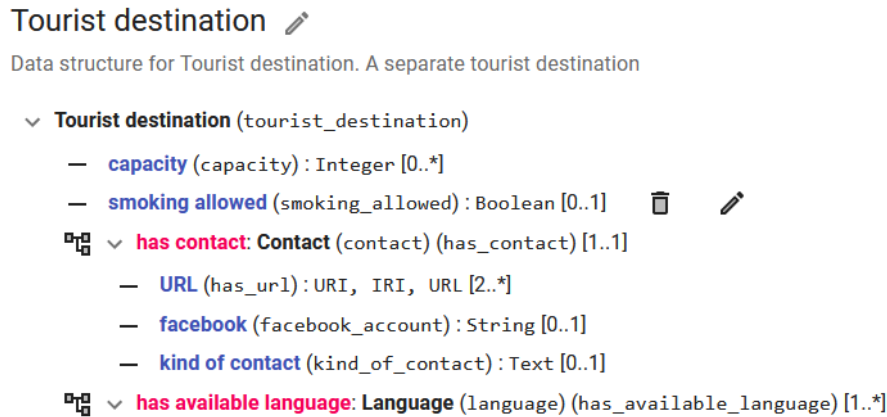 Tourist destination
Data structure for Tourist destination. A separate tourist destination
Tourist destination (tourist_destination)
capacity (capacity) : Integer [0..*]
smoking allowed (smoking_allowed) : Boolean [0..1]
has contact: Contact (contact) (has_contact) [1..1]
URL (has_url) : URI, IRI, URL [2..*]
facebook (facebook_account) : String [0..1]
kind of contact (kind_of_contact) : Text [0..1]
has available language: Language (language) (has_available_language) [1..*]